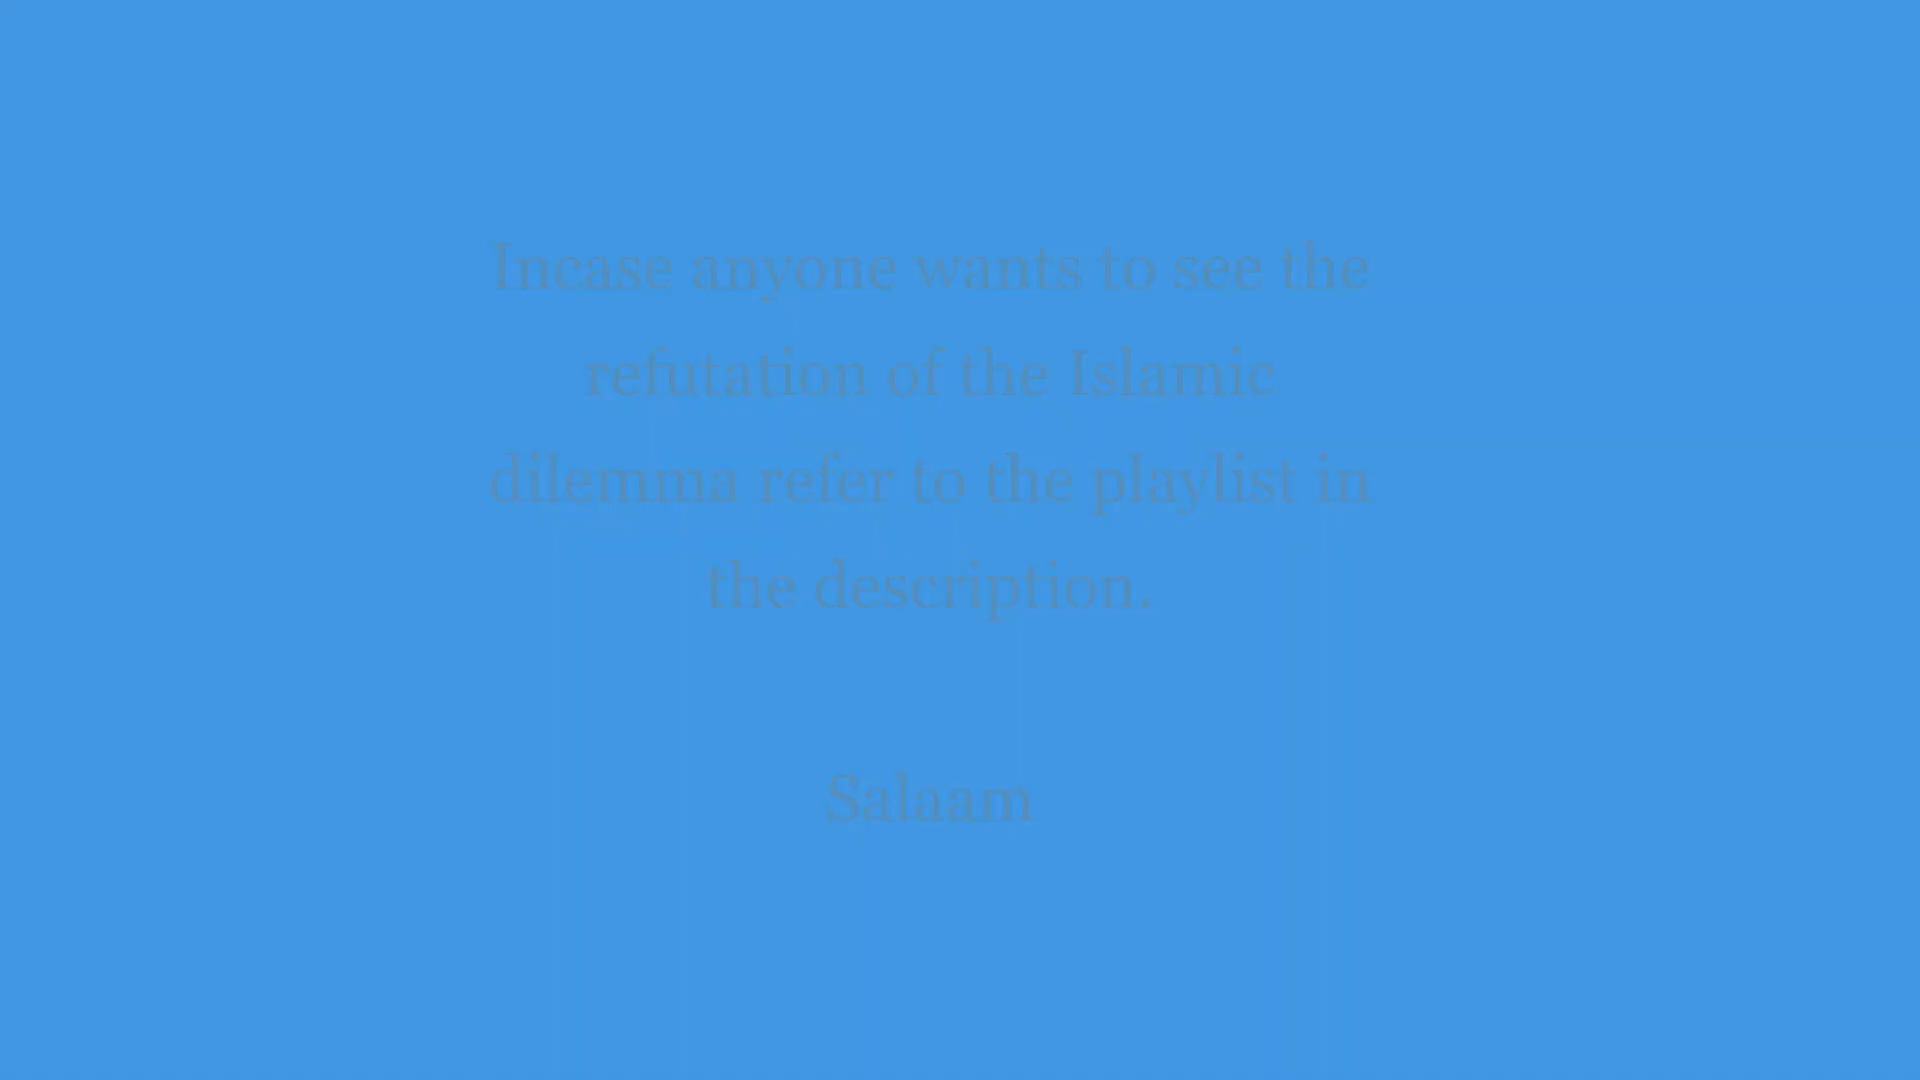 Incase anyone wants to see the
refutation of the Islamic
dilemma refer to the playlist in
the description.
Salaam